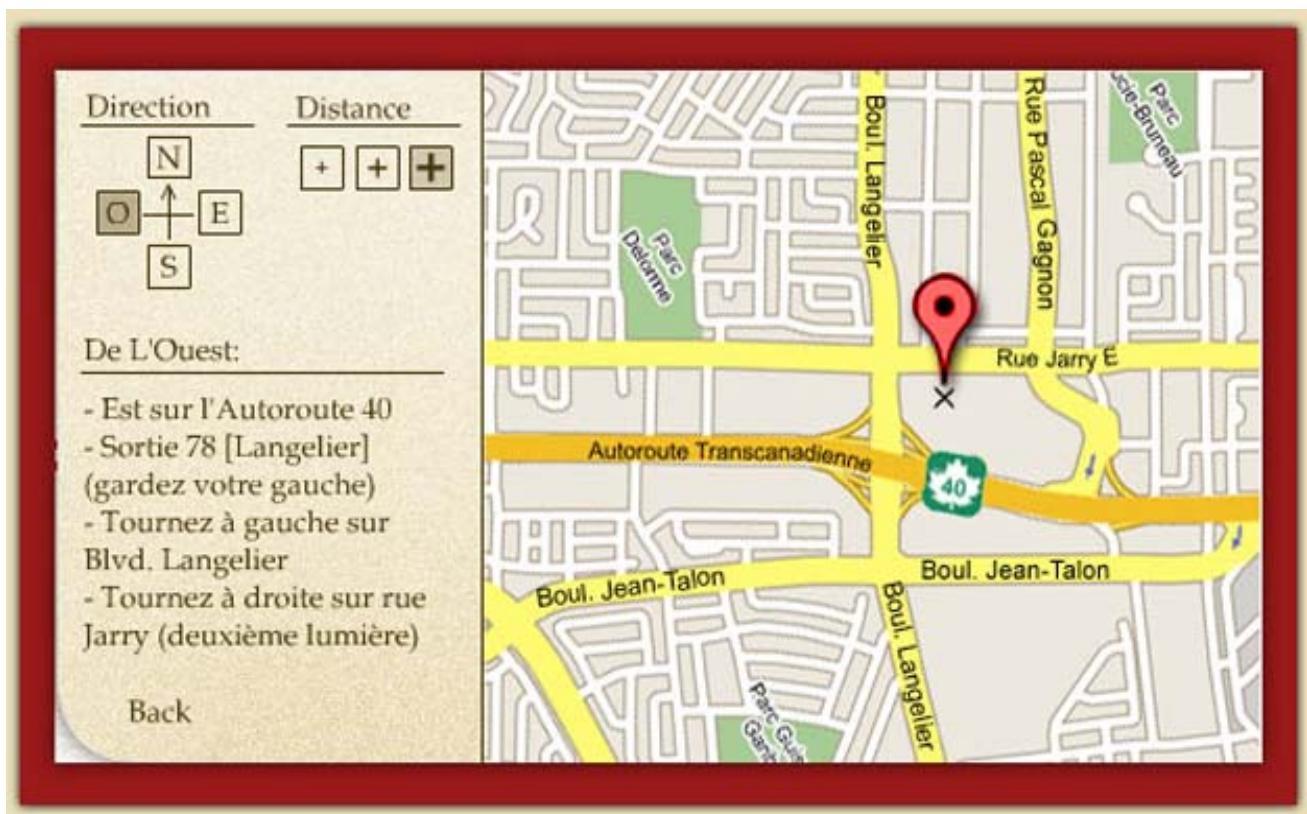 Direction
Distance
N
O
E
S
De L'Ouest:
- Est sur l'Autoroute 40
- Sortie 78 [Langelier]
(gardez votre gauche)
- Tournez à gauche sur
Blvd. Langelier
- Tournez à droite sur rue
Jarry (deuxième lumière)
Back
Boul. Langelier
Rue Pascal Gagnon
Parc
Parc
Delorme
Rue Jarry E
Autoroute Transcanadienne
40
Boul. Jean-Talon
Boul. Jean-Talon
Boul. Langelier
Parc